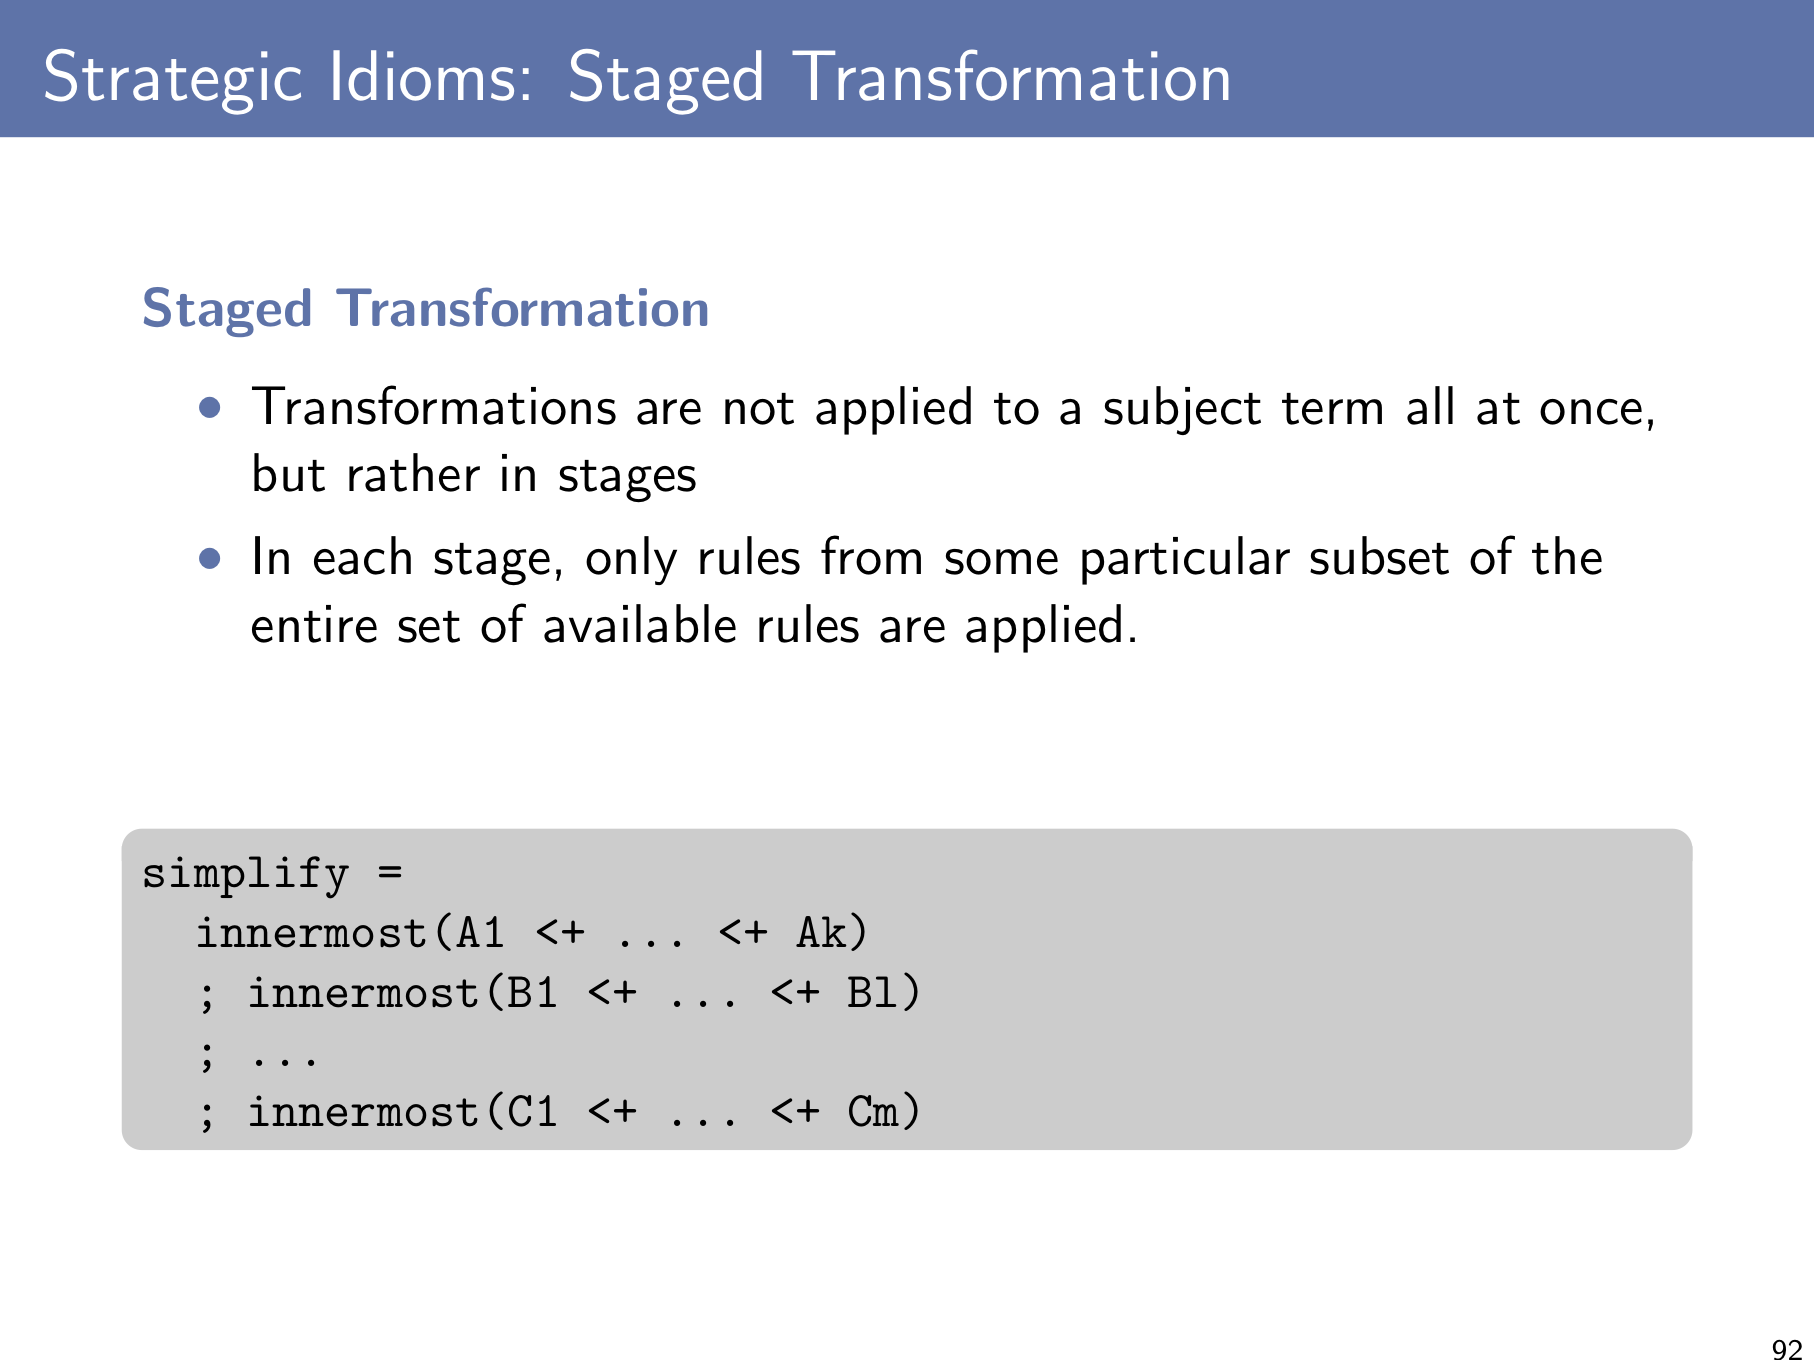 Strategic Idioms: Staged Transformation
Staged Transformation
• Transformations are not applied to a subject term all at once,
but rather in stages
• In each stage, only rules from some particular subset of the
entire set of available rules are applied.
simplify =
  innermost(A1 <+ ... <+ Ak)
  ; innermost(B1 <+ ... <+ Bl)
  ; ...
  ; innermost(C1 <+ ... <+ Cm)
92